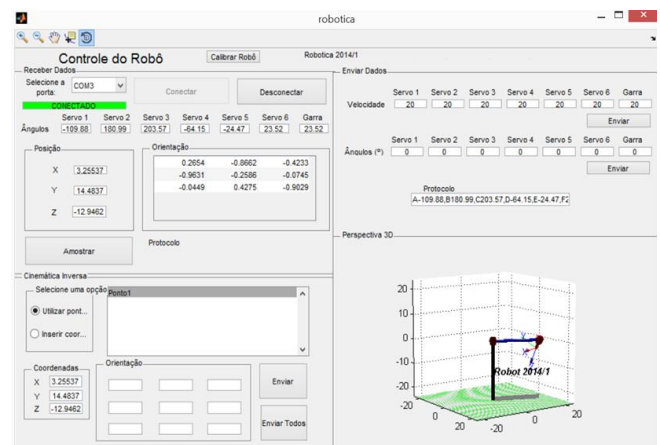 robotica
Controle do Robô
Calibrar Robô
Robotica 2014/1
Receber Dados
Selecione a porta:
COM3
Conectar
Desconectar
CONECTADO
Servo 1 Servo 2 Servo 3 Servo 4 Servo 5 Servo 6 Garra
Ângulos -109.88 180.99 203.57 -64.15 -24.47 23.52 23.52
Posição
X 3.25537
Y 14.4837
Z -12.9462
Orientação
0.2654 -0.8662 -0.4233
-0.9631 -0.2586 -0.0745
-0.0449 0.4275 -0.9029
Amostrar
Protocolo
Cinemática Inversa
Selecione uma opção
Utilizar pont...
Inserir coor...
Ponto1
Coordenadas
X 3.25537
Y 14.4837
Z -12.9462
Orientação
Enviar
Enviar Todos
Enviar Dados
Servo 1 Servo 2 Servo 3 Servo 4 Servo 5 Servo 6 Garra
Velocidade 20 20 20 20 20 20 20
Enviar
Servo 1 Servo 2 Servo 3 Servo 4 Servo 5 Servo 6 Garra
Ângulos (º) 0 0 0 0 0 0 0
Enviar
Protocolo
A-109.88,B180.99,C203.57,D-64.15,E-24.47,F2
Perspectiva 3D
20
10
0
-10
-20
Robot 2014/1
-20 0 20
-20 0 20